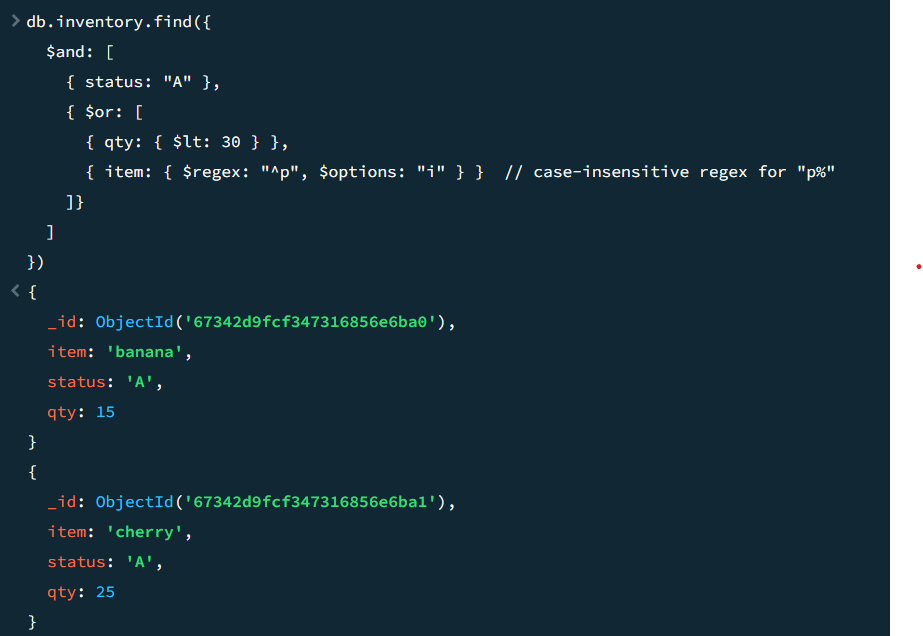 db.inventory.find({
$and: [
{ status: "A" },
{ $or: [
{ qty: { $lt: 30 } },
{ item: { $regex: "^p", $options: "i" } }  // case-insensitive regex for "p%"
]}
]
})
{
_id: ObjectId('67342d9fcf347316856e6ba0'),
item: 'banana',
status: 'A',
qty: 15
}
{
_id: ObjectId('67342d9fcf347316856e6ba1'),
item: 'cherry',
status: 'A',
qty: 25
}